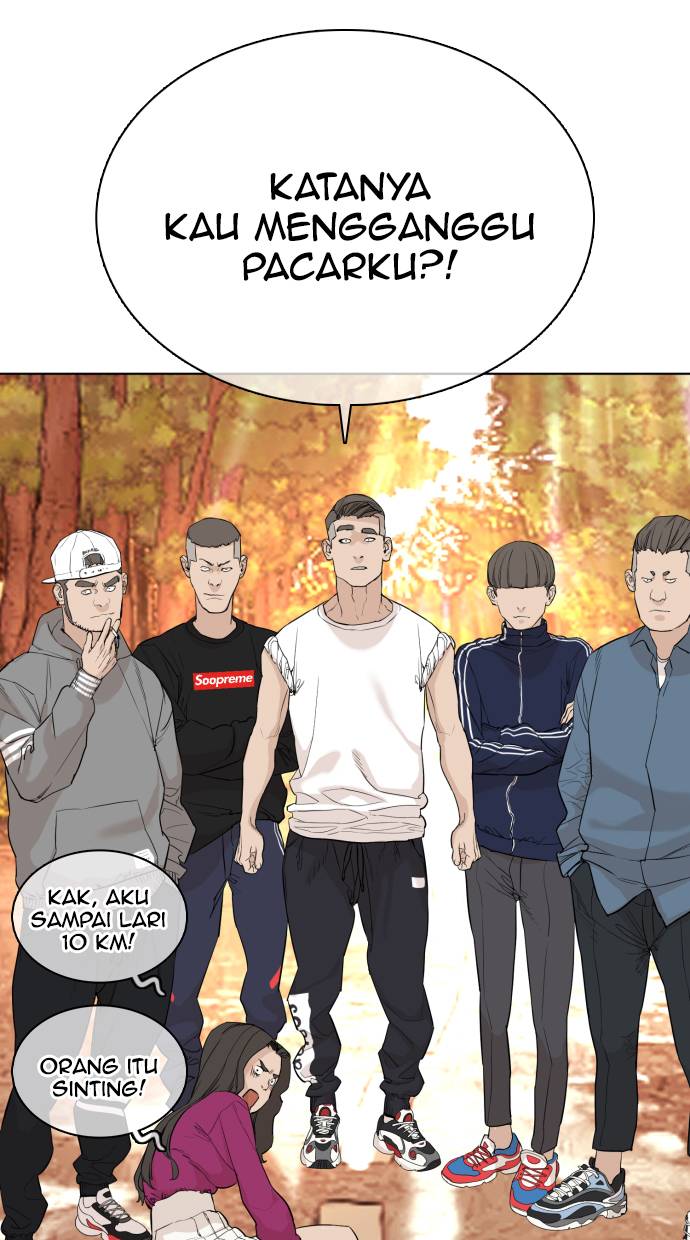 KATANYA
KAU MENGGANGGU
PACARKU?!
Soopreme
KAK, AKU
SAMPAI LARI
10 KM!
ORANG ITU
SINTING!